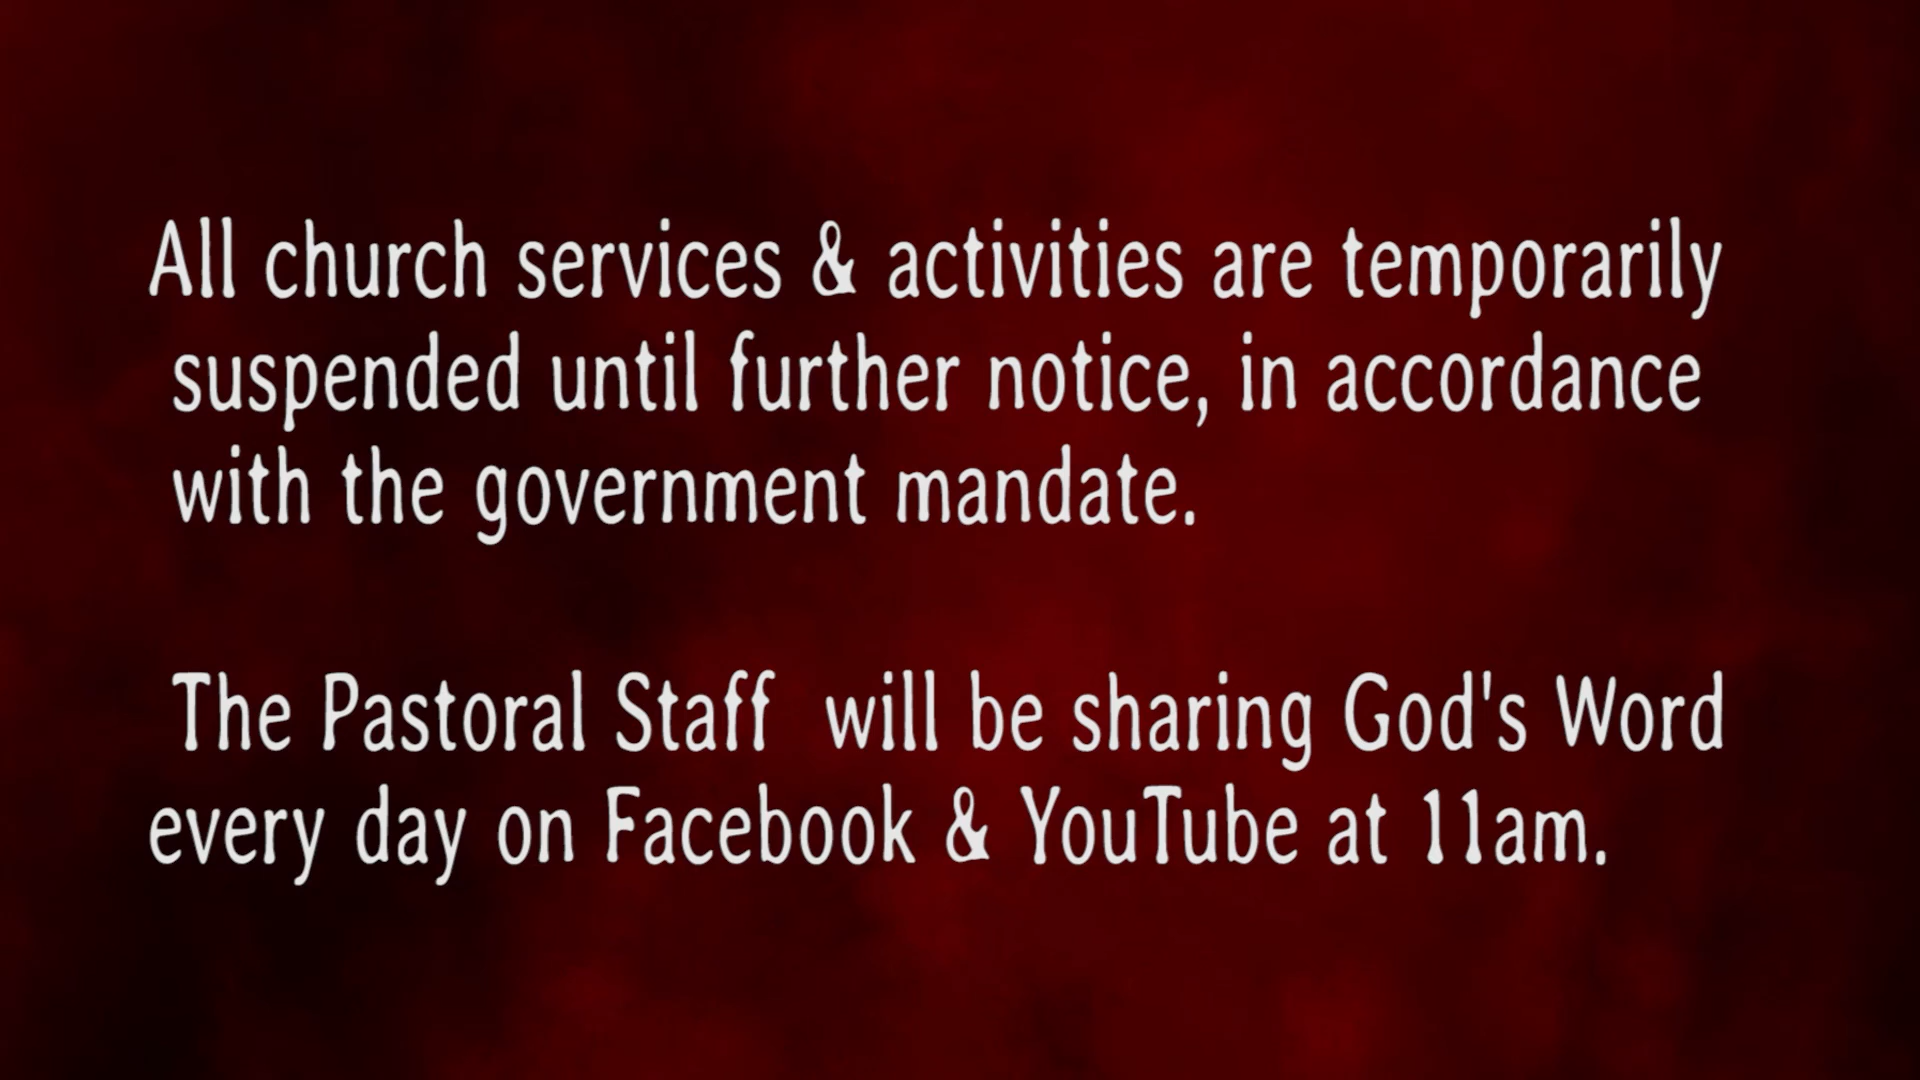 All church services & activities are temporarily
suspended until further notice, in accordance
with the government mandate.
The Pastoral Staff  will be sharing God's Word
every day on Facebook & YouTube at 11am.